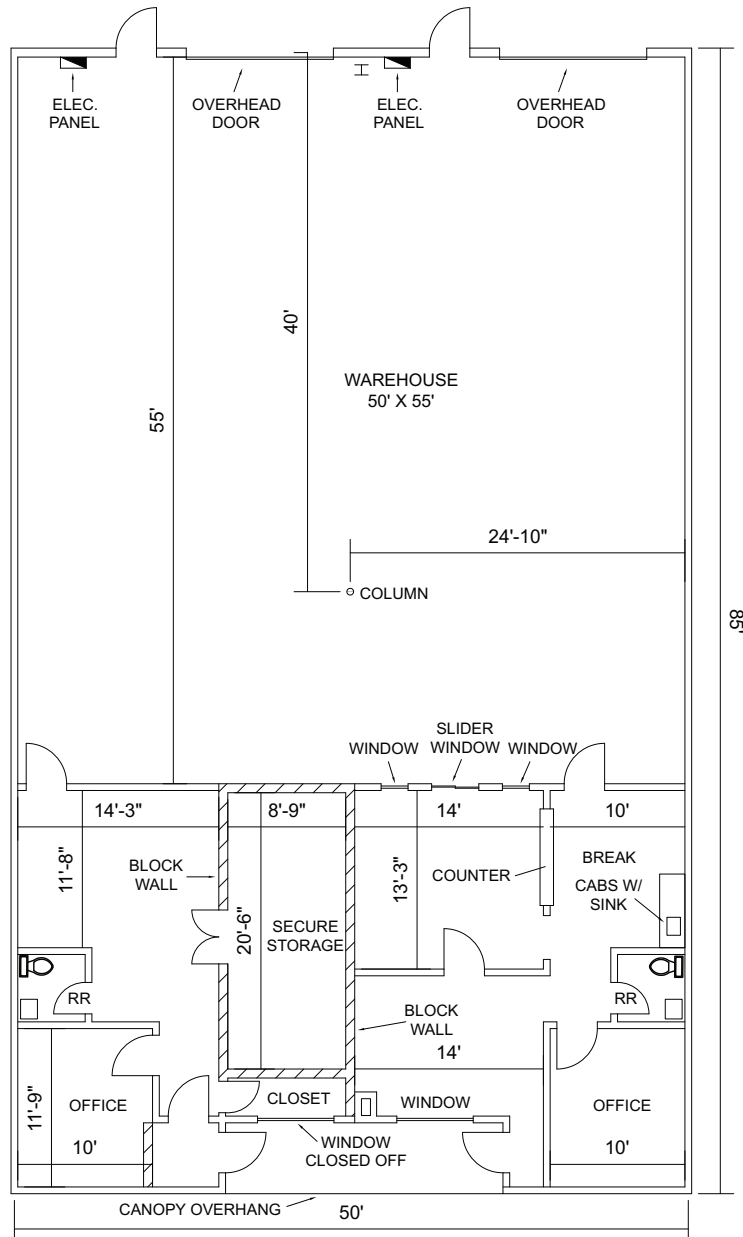 ELEC.
PANEL
OVERHEAD
DOOR
ELEC.
PANEL
OVERHEAD
DOOR
40'
55'
WAREHOUSE
50' X 55'
24'-10"
COLUMN
85'
WINDOW
SLIDER
WINDOW
WINDOW
14'-3"
8'-9"
14'
10'
11'-8"
BLOCK
WALL
20'-6"
SECURE
STORAGE
13'-3"
COUNTER
BREAK
CABS W/
SINK
RR
RR
BLOCK
WALL
14'
11'-9"
OFFICE
10'
CLOSET
WINDOW
OFFICE
10'
WINDOW
CLOSED OFF
CANOPY OVERHANG
50'